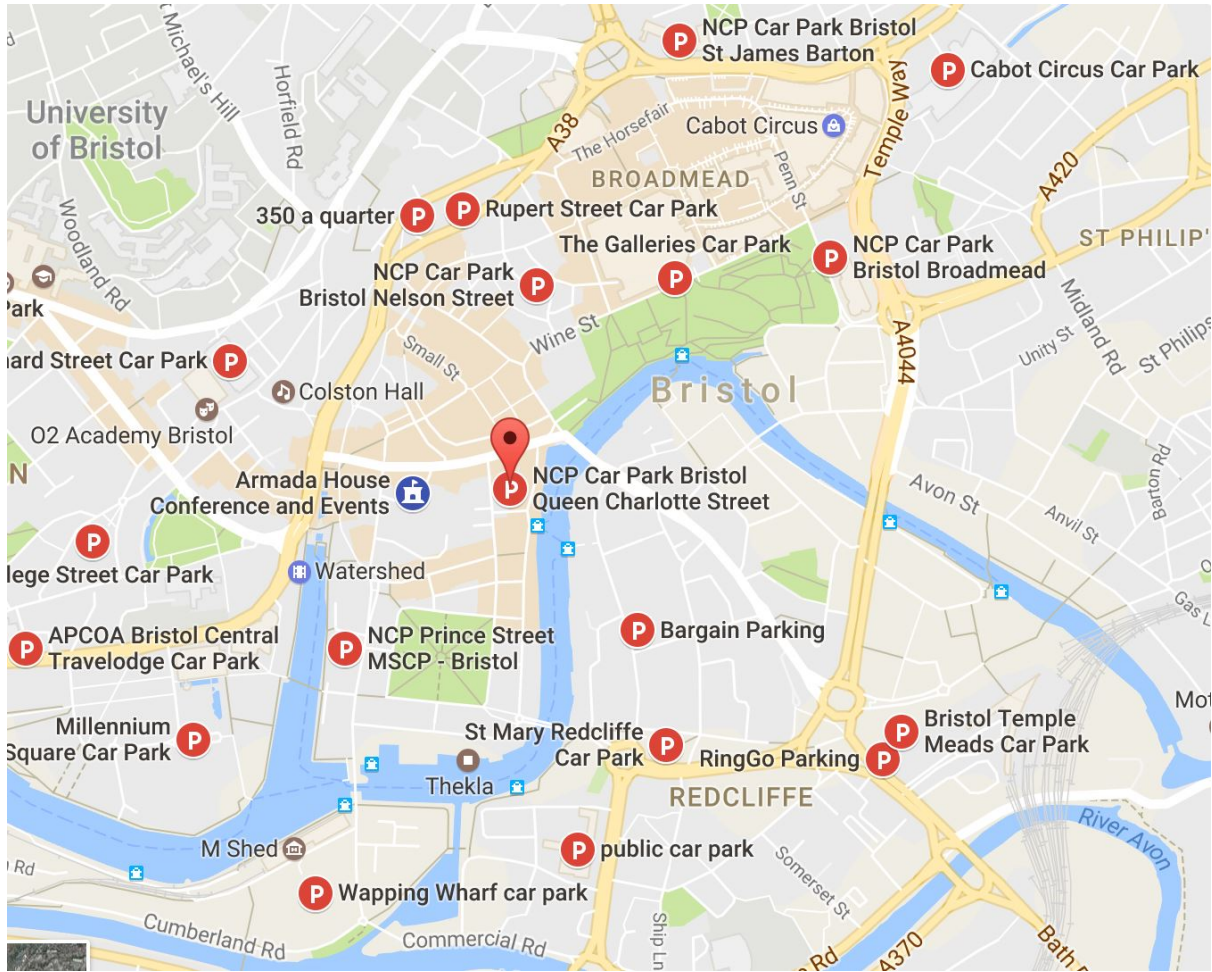 NCP Car Park Bristol
St James Barton
Cabot Circus Car Park
St Michael's Hill
Horfield Rd
University
of Bristol
A38
The Horsefair
Cabot Circus
Temple Way
BROADMEAD
Penn St
A420
350 a quarter
Rupert Street Car Park
Woodland Rd
The Galleries Car Park
NCP Car Park
Bristol Broadmead
ST PHILIP'
NCP Car Park
Bristol Nelson Street
Park
Wine St
Small St
A4044
Midland Rd
Unity St
St Philips
ard Street Car Park
Colston Hall
Bristol
O2 Academy Bristol
N
Armada House
Conference and Events
NCP Car Park Bristol
Queen Charlotte Street
Avon St
Anvil St
Barton Rd
lege Street Car Park
Watershed
Gas L
APCOA Bristol Central
Travelodge Car Park
NCP Prince Street
MSCP - Bristol
Bargain Parking
Millennium
Square Car Park
St Mary Redcliffe
Car Park
RingGo Parking
Bristol Temple
Meads Car Park
Mot
Thekla
REDCLIFFE
River Avon
M Shed
public car park
Somerset St
Rd
Wapping Wharf car park
Cumberland Rd
Commercial Rd
Ship Ln
Rd
A370
Bath
P